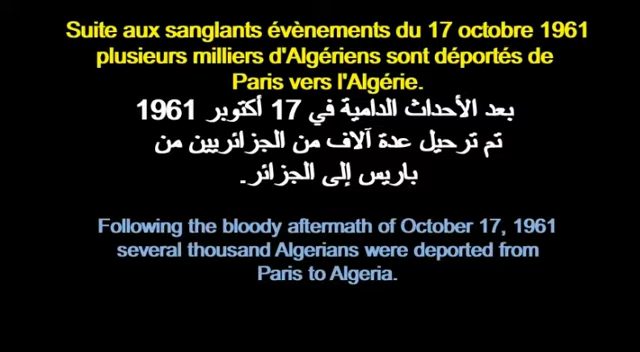 Suite aux sanglants évènements du 17 octobre 1961
plusieurs milliers d'Algériens sont déportés de
Paris vers l'Algérie.
بعد الأحداث الدامية في 17 أكتوبر 1961
تم ترحيل عدة آلاف من الجزائريين من
باريس إلى الجزائر.
Following the bloody aftermath of October 17, 1961
several thousand Algerians were deported from
Paris to Algeria.